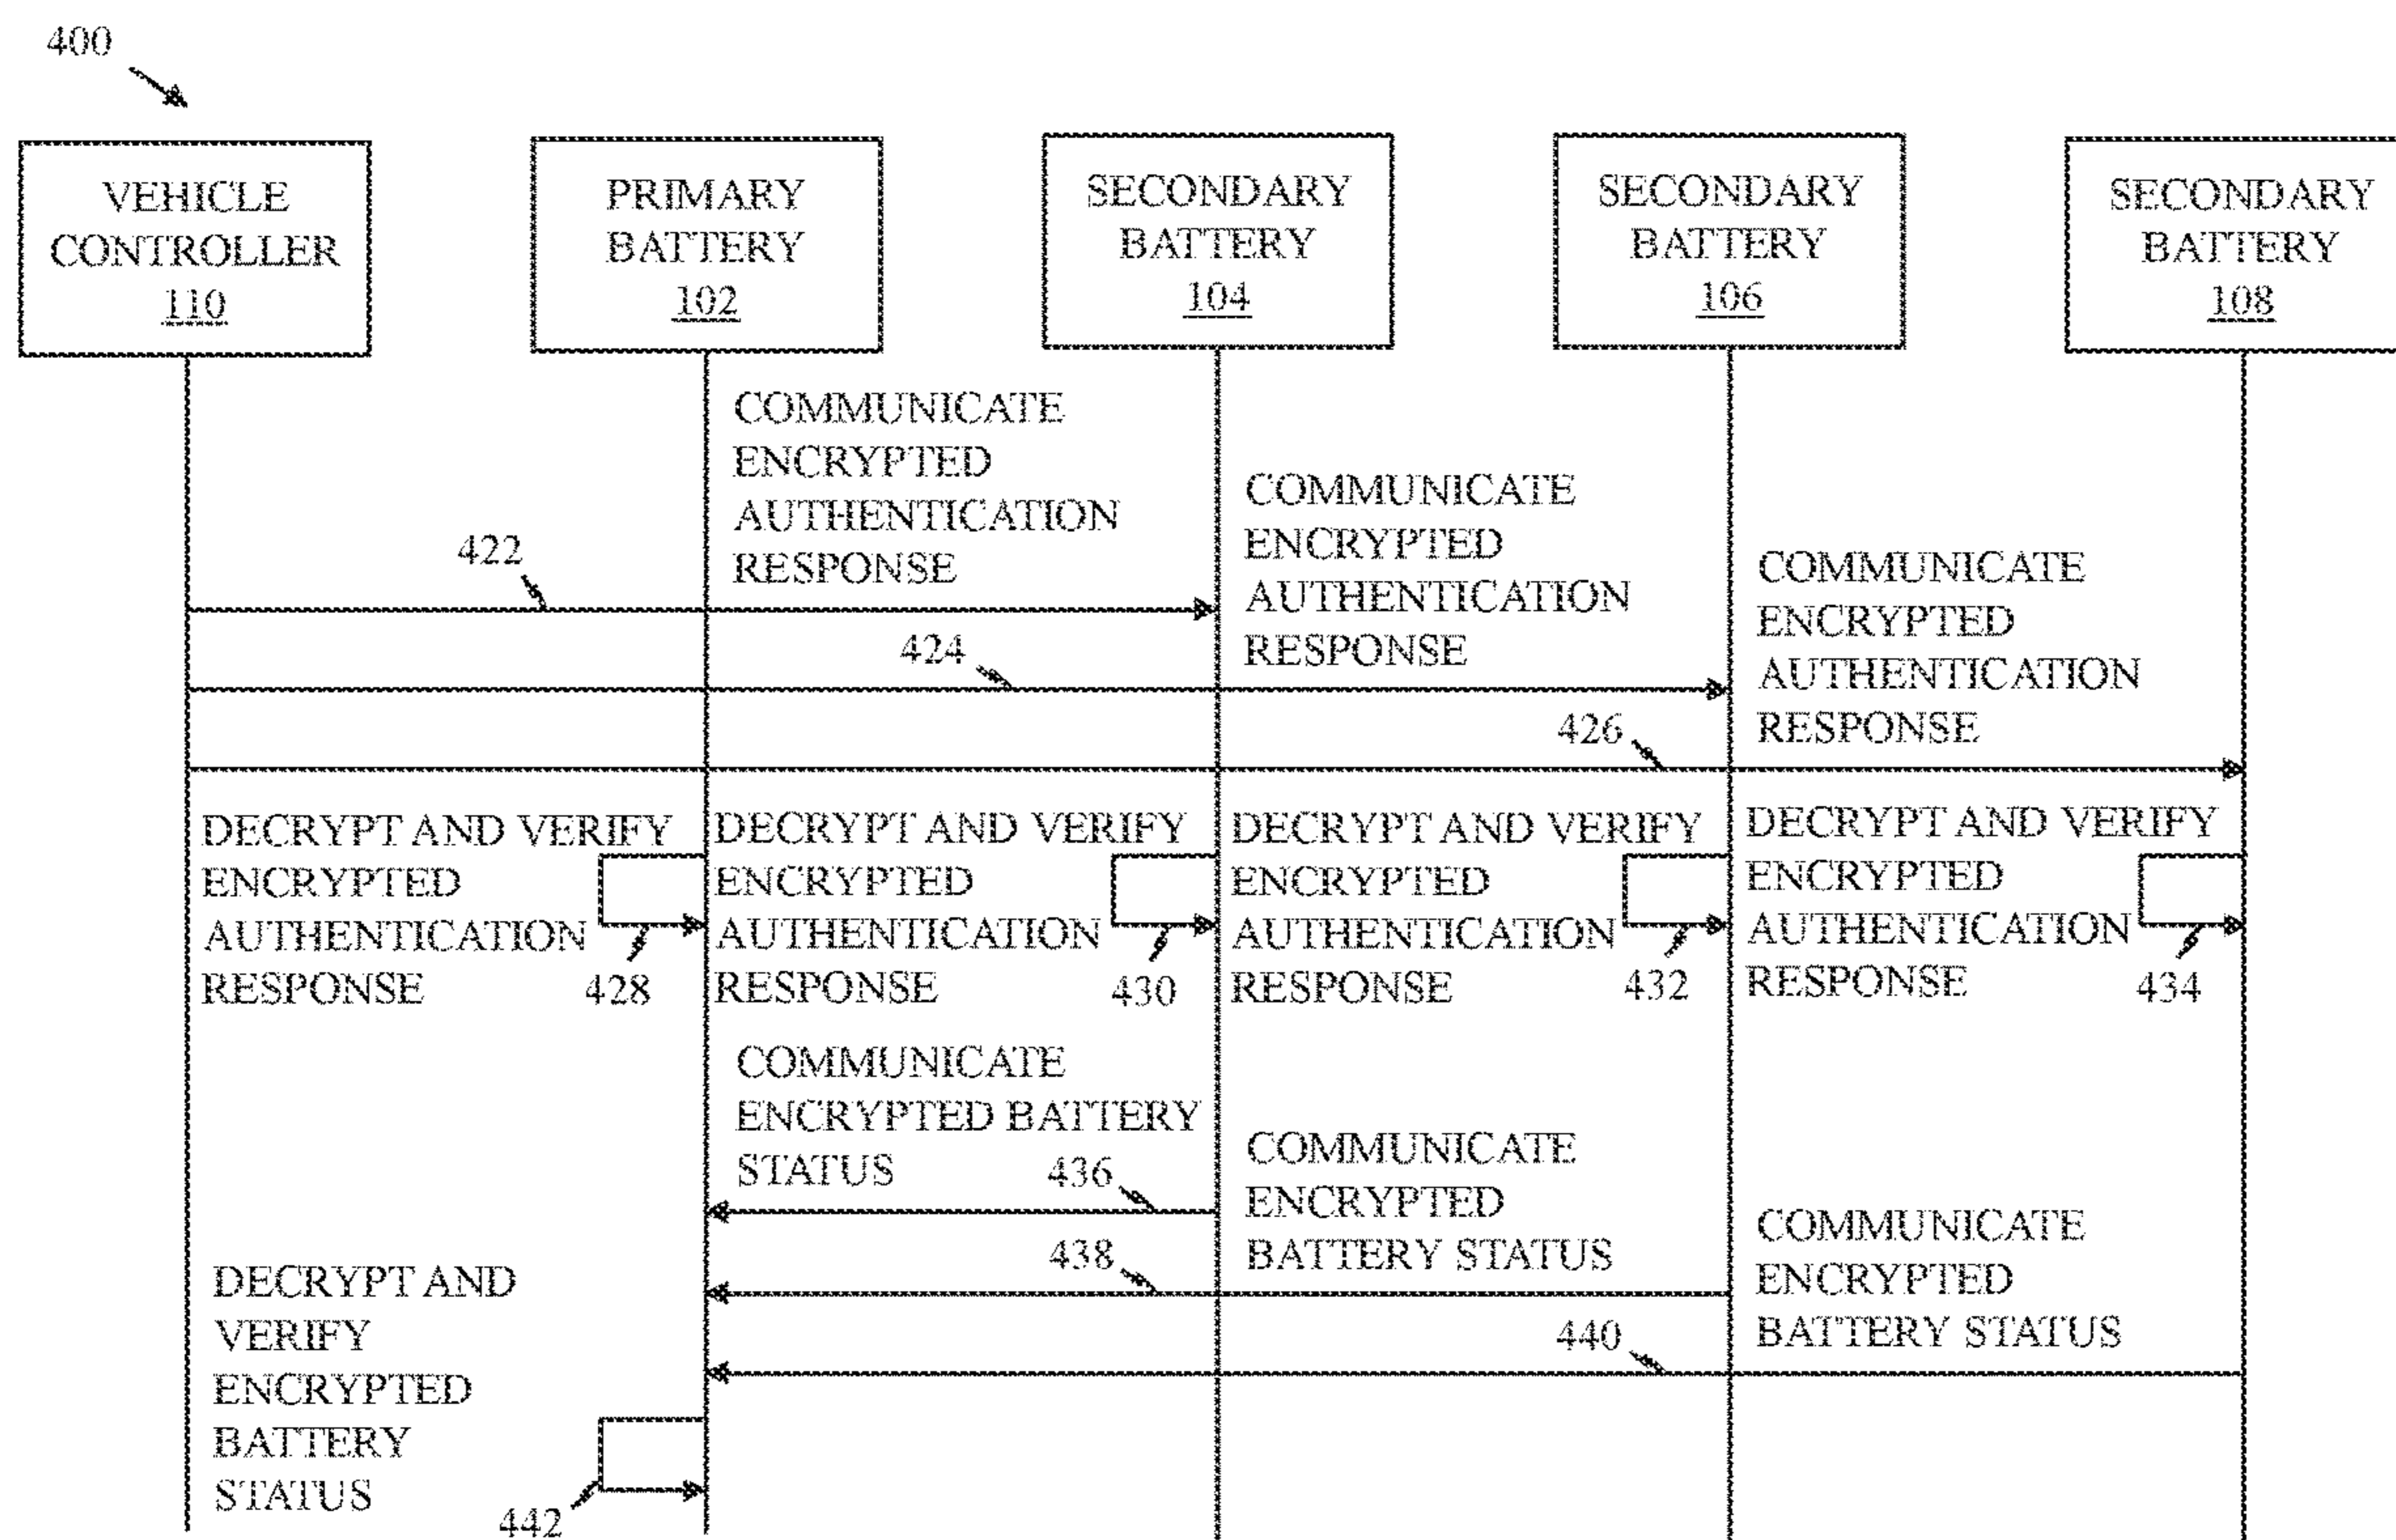 400
VEHICLE
CONTROLLER
110
PRIMARY
BATTERY
102
SECONDARY
BATTERY
104
SECONDARY
BATTERY
106
SECONDARY
BATTERY
108
COMMUNICATE
ENCRYPTED
AUTHENTICATION
RESPONSE
422
COMMUNICATE
ENCRYPTED
AUTHENTICATION
RESPONSE
424
COMMUNICATE
ENCRYPTED
AUTHENTICATION
RESPONSE
426
DECRYPT AND VERIFY
ENCRYPTED
AUTHENTICATION
RESPONSE
428
DECRYPT AND VERIFY
ENCRYPTED
AUTHENTICATION
RESPONSE
430
DECRYPT AND VERIFY
ENCRYPTED
AUTHENTICATION
RESPONSE
432
DECRYPT AND VERIFY
ENCRYPTED
AUTHENTICATION
RESPONSE
434
COMMUNICATE
ENCRYPTED BATTERY
STATUS
436
COMMUNICATE
ENCRYPTED
BATTERY STATUS
438
COMMUNICATE
ENCRYPTED
BATTERY STATUS
440
DECRYPT AND
VERIFY
ENCRYPTED
BATTERY
STATUS
442